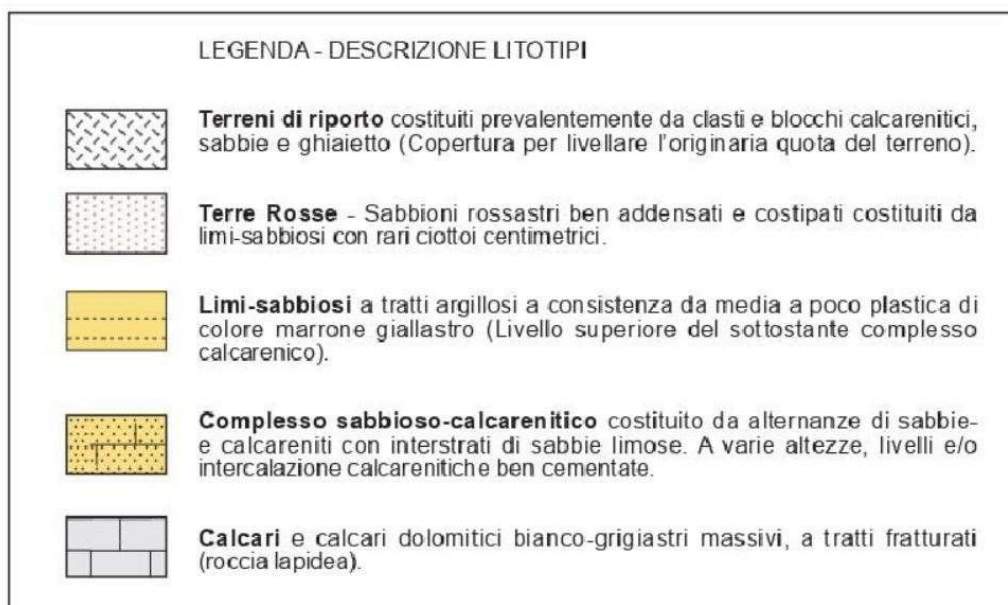 LEGENDA - DESCRIZIONE LITOTIPI
Terreni di riporto costituiti prevalentemente da clasti e blocchi calcarenitici,
sabbie e ghiaietto (Copertura per livellare l'originaria quota del terreno).
Terre Rosse - Sabbioni rossastri ben addensati e costipati costituiti da
limi-sabbiosi con rari ciottoi centimetrici.
Limi-sabbiosi a tratti argillosi a consistenza da media a poco plastica di
colore marrone giallastro (Livello superiore del sottostante complesso
calcarenico).
Complesso sabbioso-calcarenitico costituito da alternanze di sabbie-
e calcareniti con interstrati di sabbie limose. A varie altezze, livelli e/o
intercalazione calcarenitiche ben cementate.
Calcari e calcari dolomitici bianco-grigiastri massivi, a tratti fratturati
(roccia lapidea).